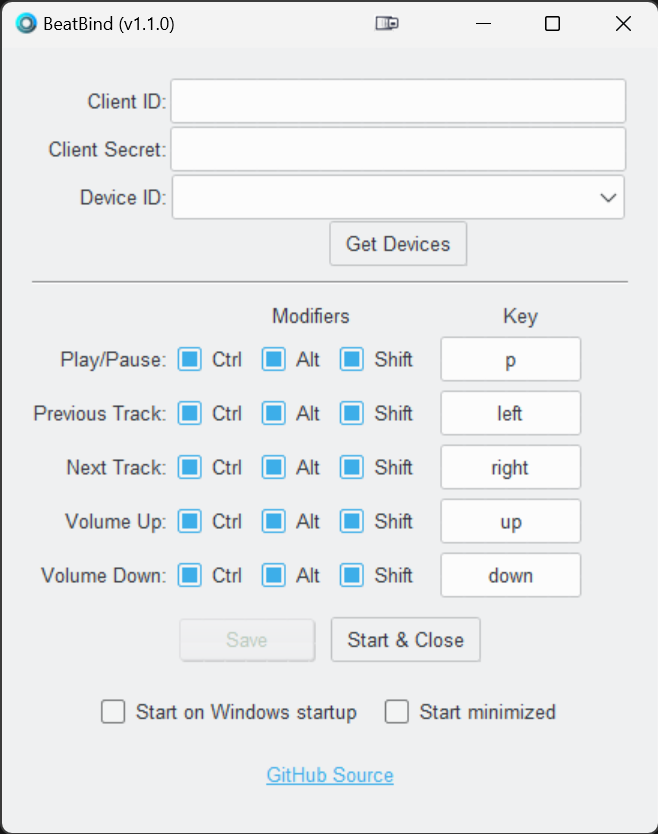 BeatBind (v1.1.0)
Client ID:
Client Secret:
Device ID:
Get Devices
Modifiers Key
Play/Pause: Ctrl Alt Shift p
Previous Track: Ctrl Alt Shift left
Next Track: Ctrl Alt Shift right
Volume Up: Ctrl Alt Shift up
Volume Down: Ctrl Alt Shift down
Save Start & Close
Start on Windows startup Start minimized
GitHub Source